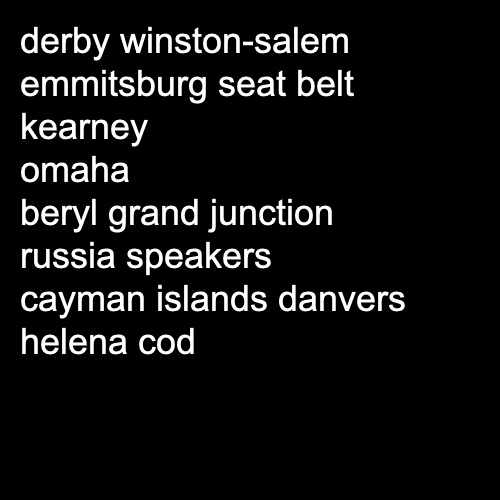 derby winston-salem
emmitsburg seat belt
kearney
omaha
beryl grand junction
russia speakers
cayman islands danvers
helena cod